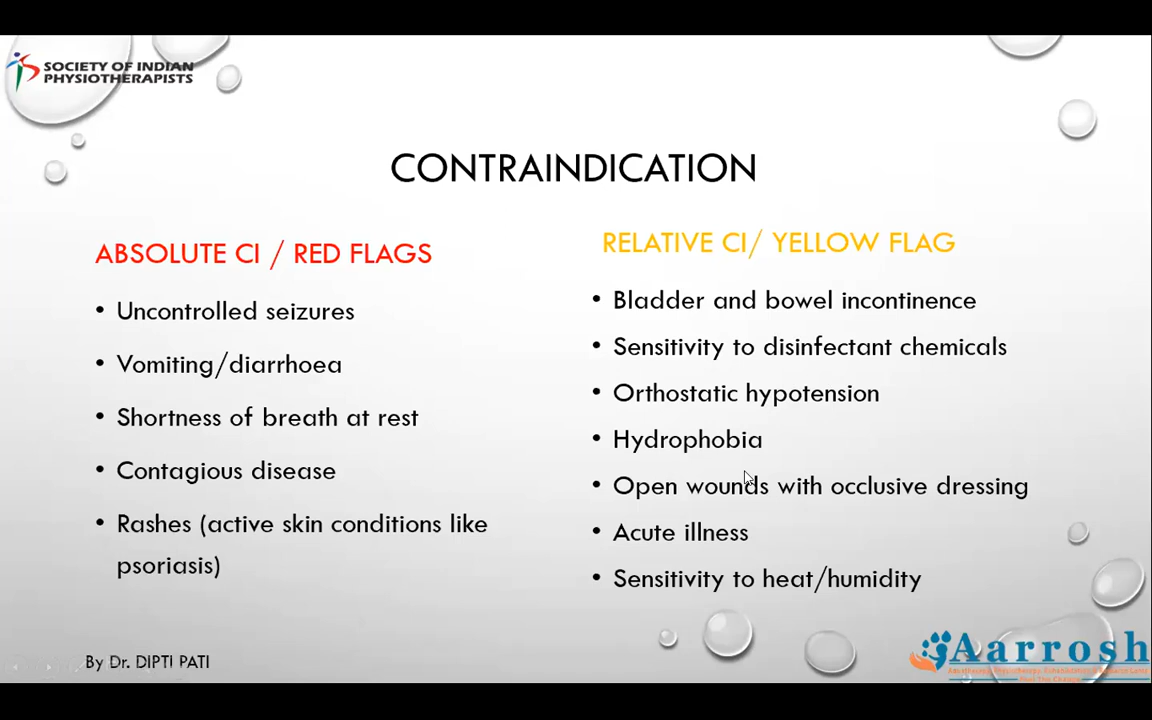 SOCIETY OF INDIAN
PHYSIOTHERAPISTS
CONTRAINDICATION
ABSOLUTE CI / RED FLAGS
• Uncontrolled seizures
• Vomiting/diarrhoea
• Shortness of breath at rest
• Contagious disease
• Rashes (active skin conditions like
psoriasis)
RELATIVE CI/ YELLOW FLAG
• Bladder and bowel incontinence
• Sensitivity to disinfectant chemicals
• Orthostatic hypotension
• Hydrophobia
• Open wounds with occlusive dressing
• Acute illness
• Sensitivity to heat/humidity
By Dr. DIPTI PATI
Aarrosh